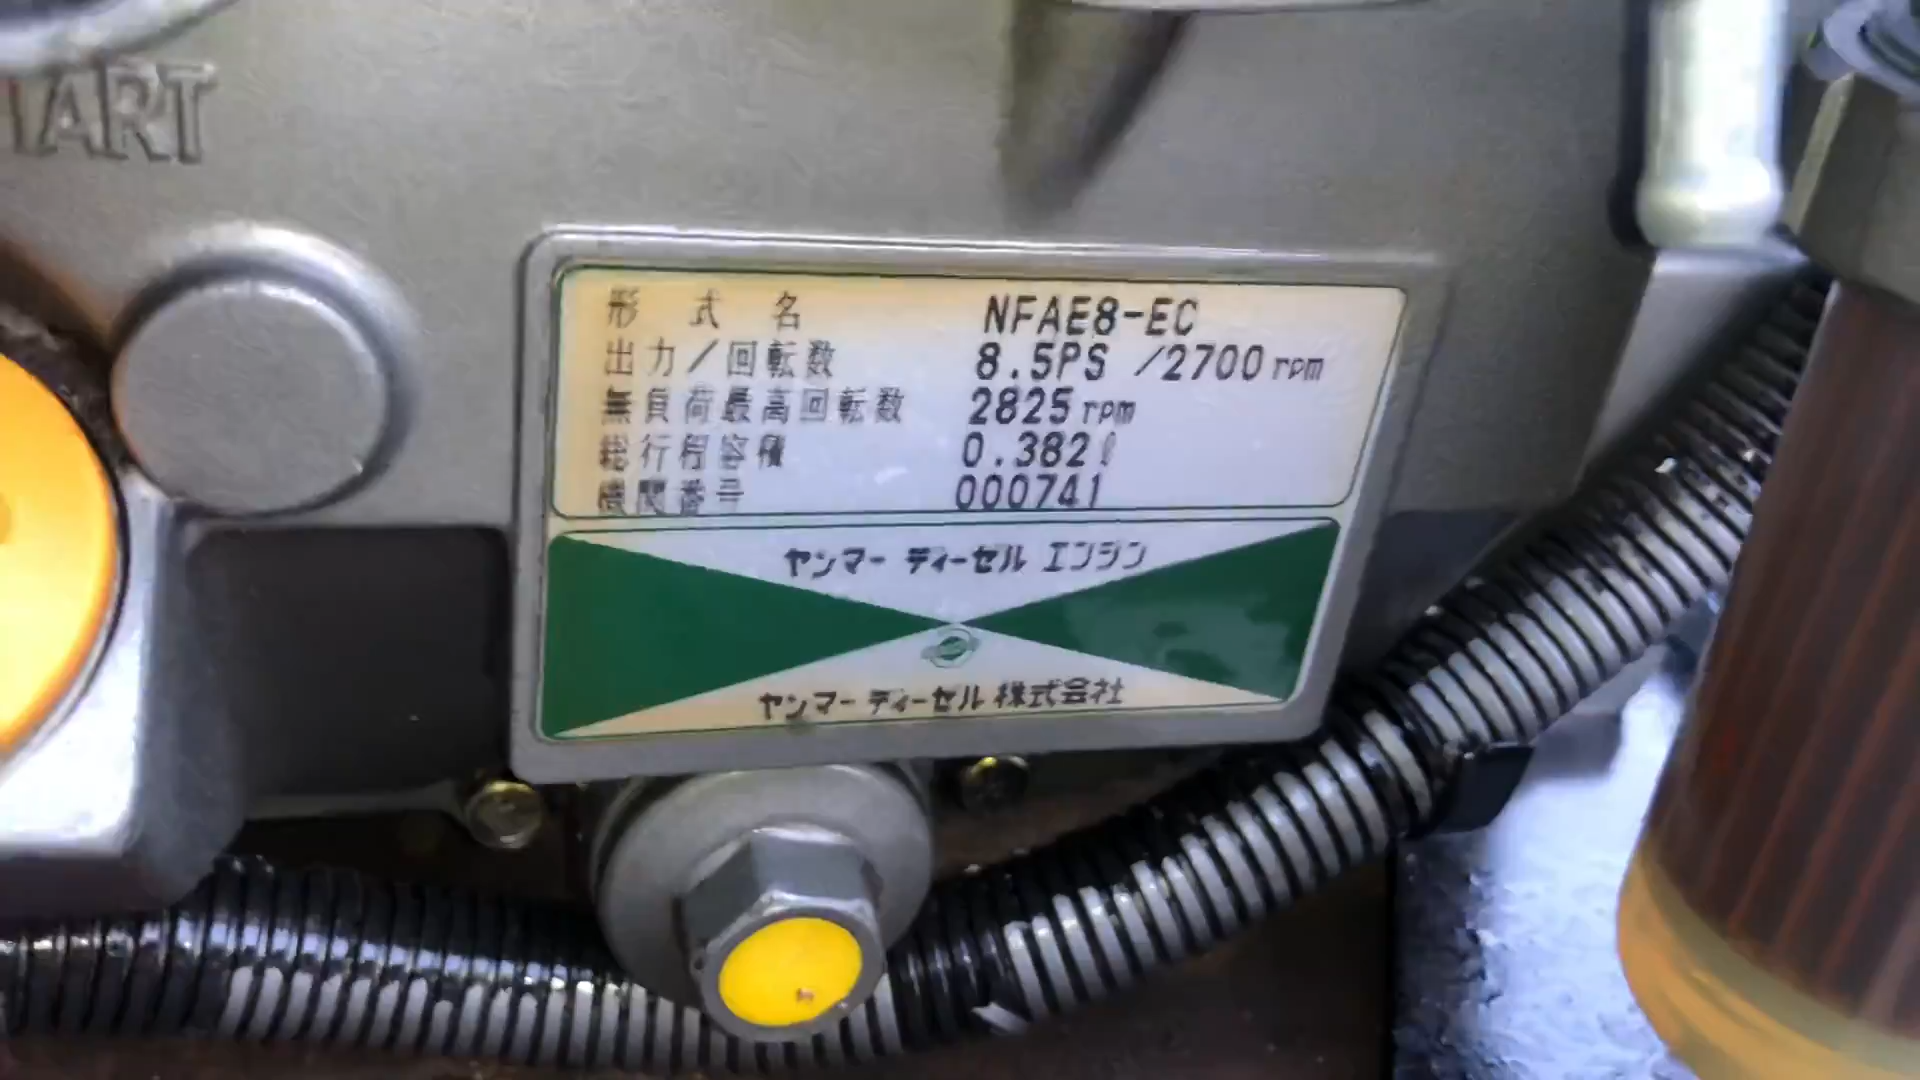 TART
形式名 NFAE8-EC
出力/回転数 8.5PS /2700rpm
無負荷最高回転数 2825rpm
総行程容積 0.382ℓ
機関番号 000741
ヤンマー ディーゼル エンジン
ヤンマー ディーゼル 株式会社